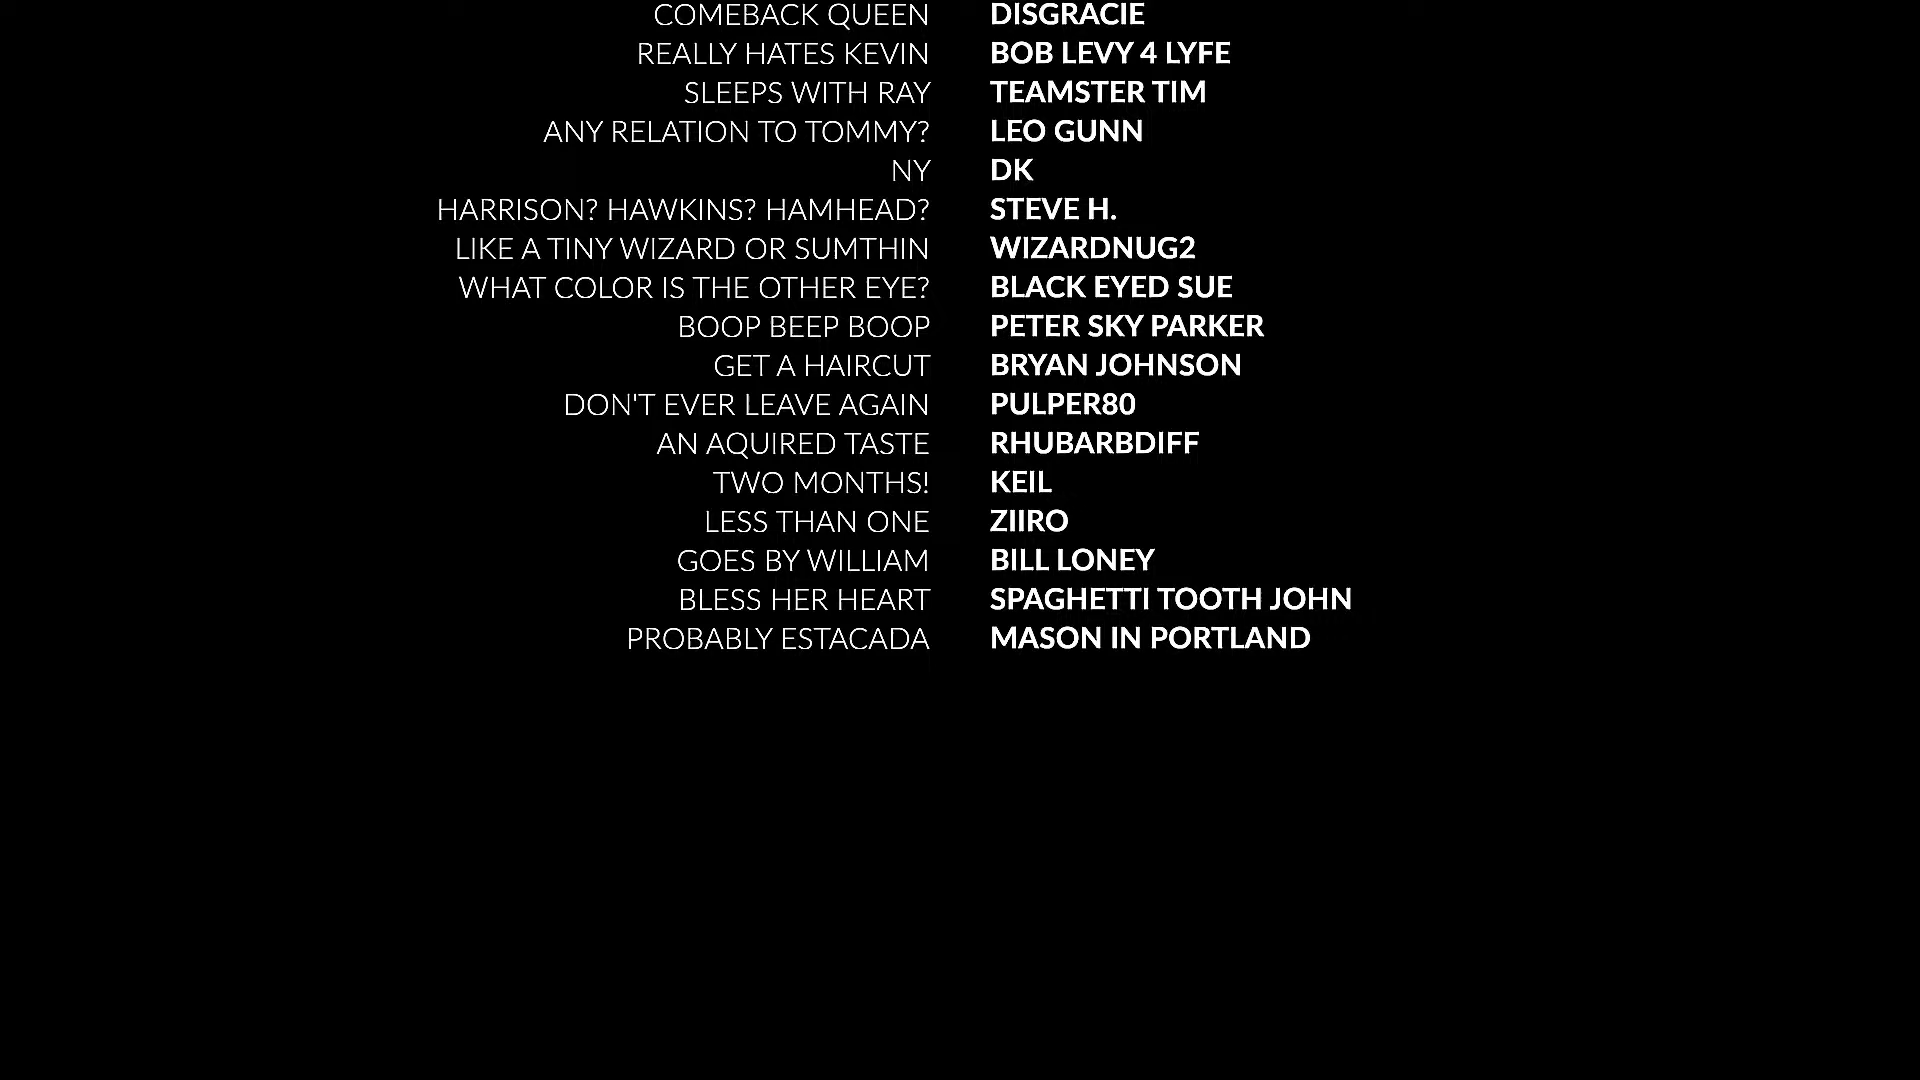 COMEBACK QUEEN DISGRACIE
REALLY HATES KEVIN BOB LEVY 4 LYFE
SLEEPS WITH RAY TEAMSTER TIM
ANY RELATION TO TOMMY? LEO GUNN
NY DK
HARRISON? HAWKINS? HAMHEAD? STEVE H.
LIKE A TINY WIZARD OR SUMTHIN WIZARDNUG2
WHAT COLOR IS THE OTHER EYE? BLACK EYED SUE
BOOP BEEP BOOP PETER SKY PARKER
GET A HAIRCUT BRYAN JOHNSON
DON'T EVER LEAVE AGAIN PULPER80
AN AQUIRED TASTE RHUBARBDIFF
TWO MONTHS! KEIL
LESS THAN ONE ZIIRO
GOES BY WILLIAM BILL LONEY
BLESS HER HEART SPAGHETTI TOOTH JOHN
PROBABLY ESTACADA MASON IN PORTLAND